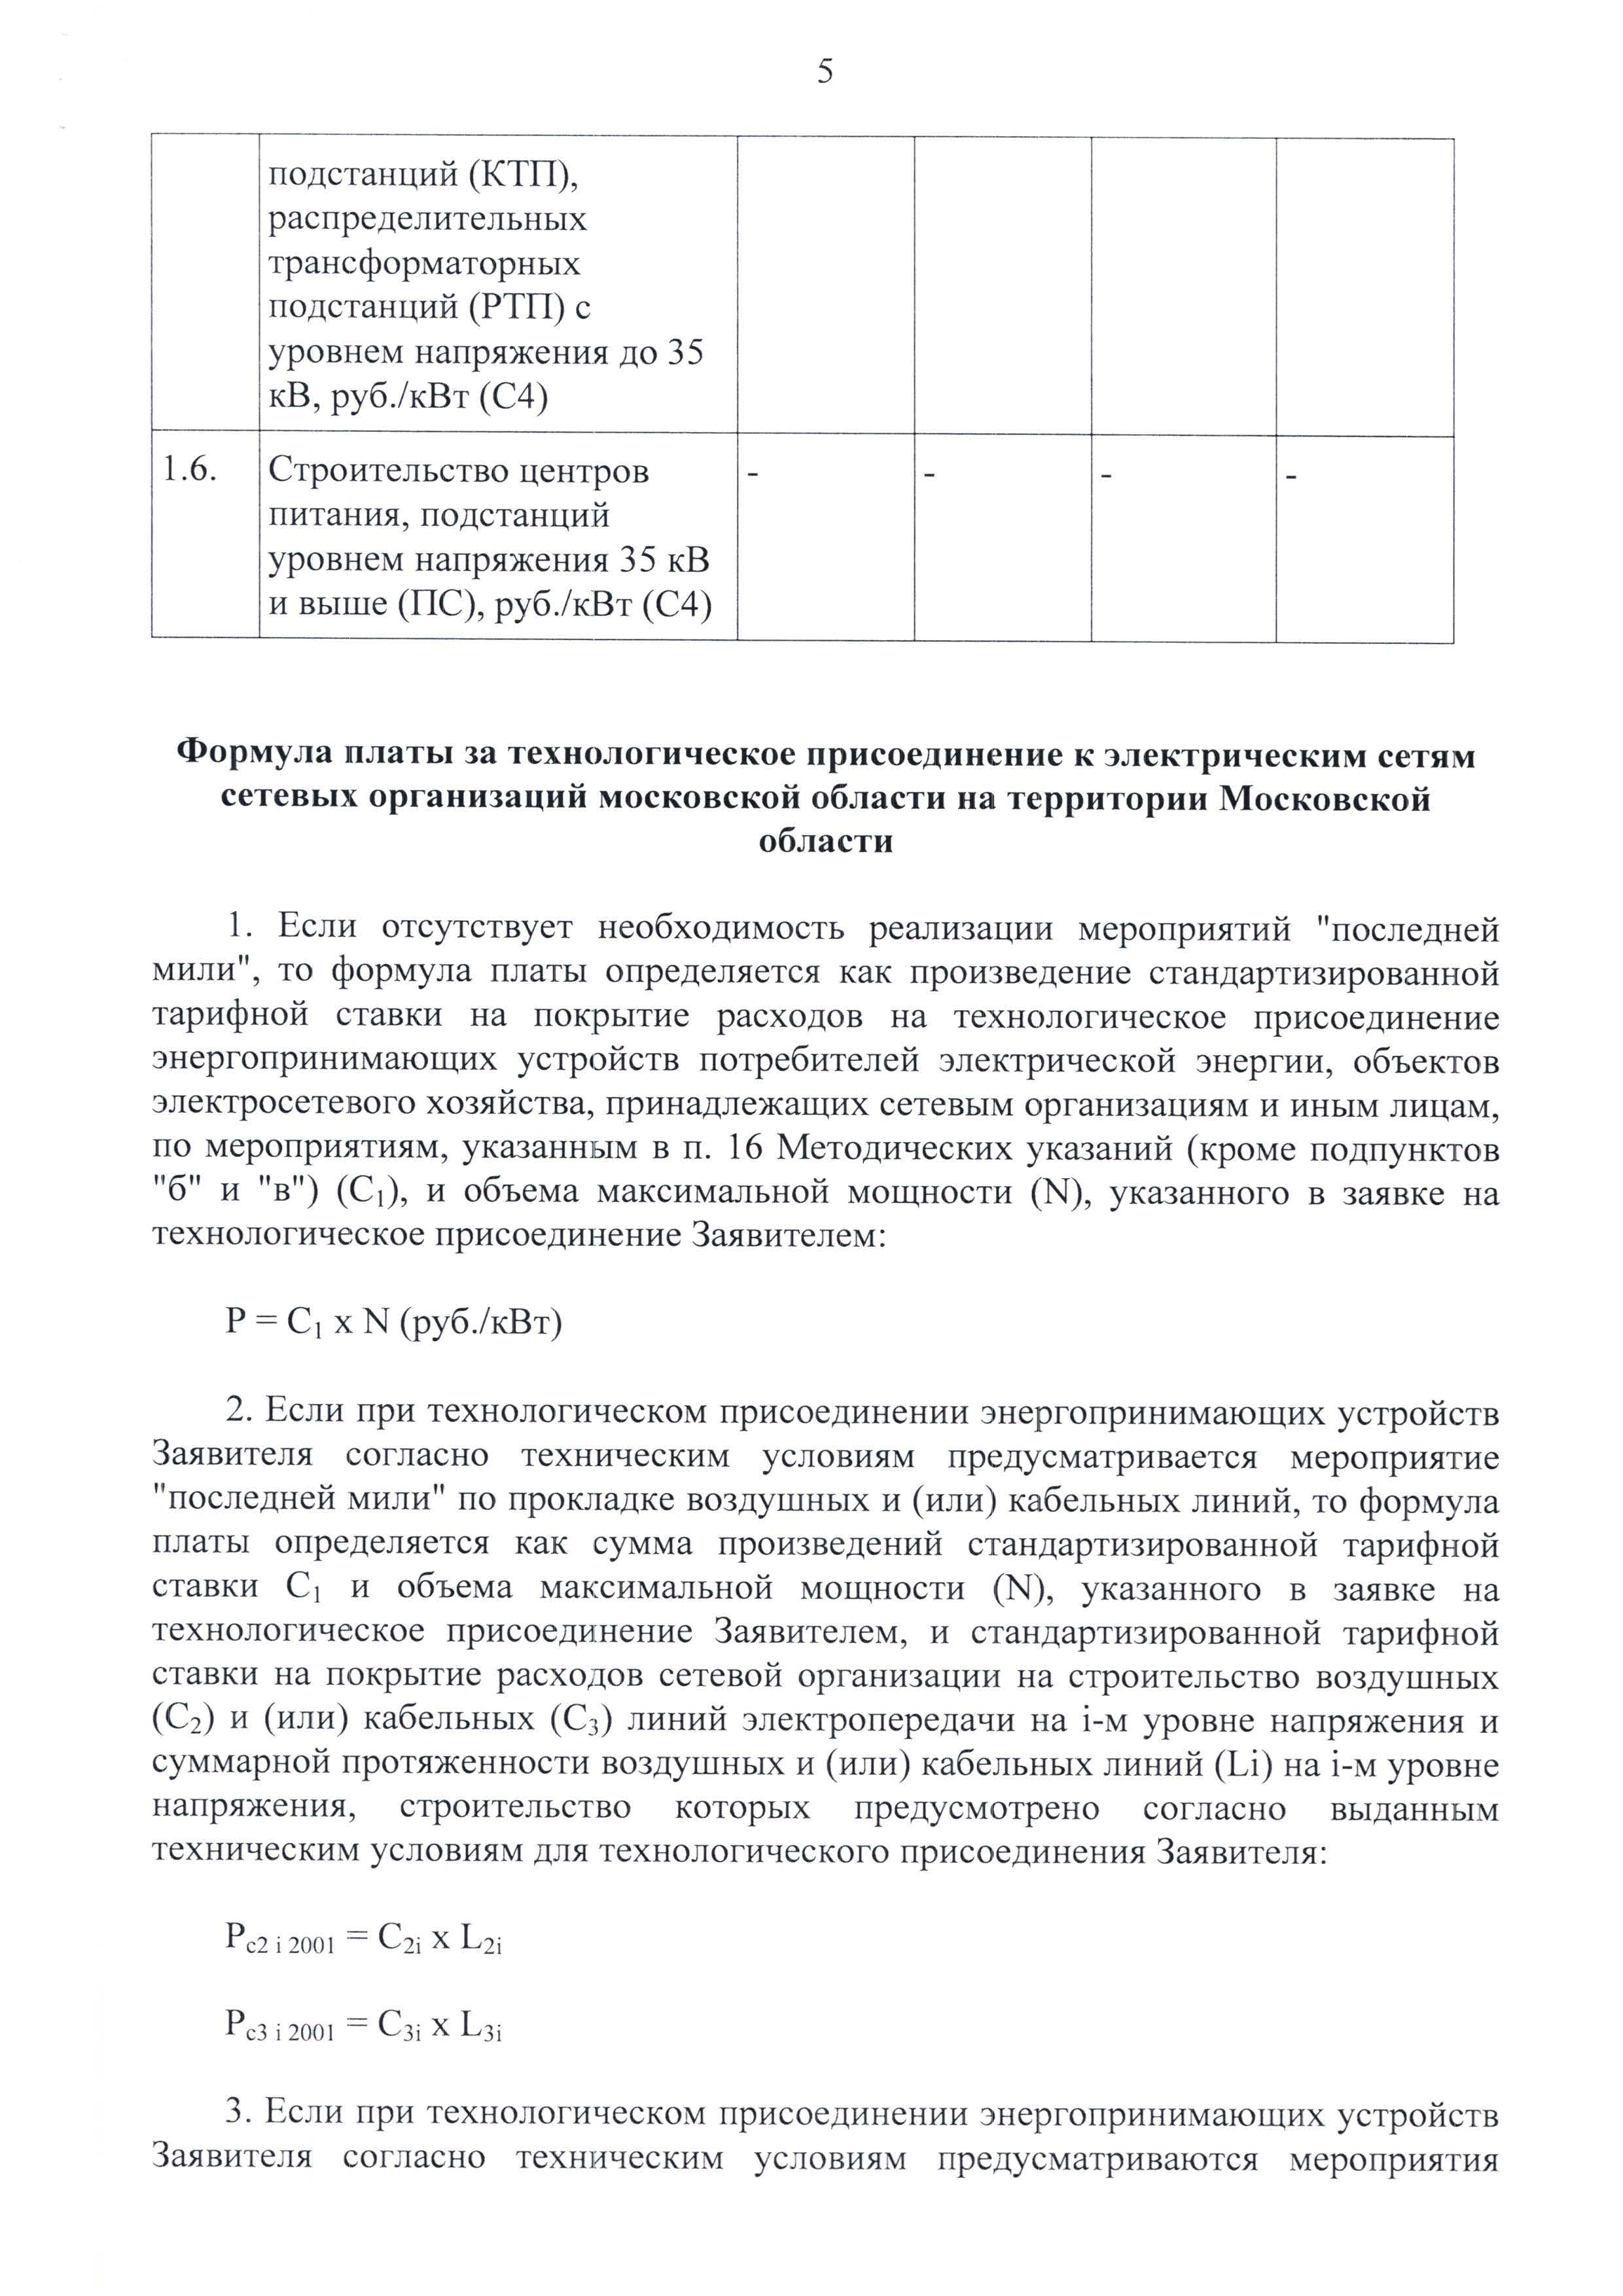 5
подстанций (КТП),
распределительных
трансформаторных
подстанций (РТП) с
уровнем напряжения до 35
кВ, руб./кВт (С4)
1.6. Строительство центров - - - -
питания, подстанций
уровнем напряжения 35 кВ
и выше (ПС), руб./кВт (С4)
Формула платы за технологическое присоединение к электрическим сетям
сетевых организаций московской области на территории Московской
области
1. Если отсутствует необходимость реализации мероприятий "последней
мили", то формула платы определяется как произведение стандартизированной
тарифной ставки на покрытие расходов на технологическое присоединение
энергопринимающих устройств потребителей электрической энергии, объектов
электросетевого хозяйства, принадлежащих сетевым организациям и иным лицам,
по мероприятиям, указанным в п. 16 Методических указаний (кроме подпунктов
"б" и "в") (С₁), и объема максимальной мощности (N), указанного в заявке на
технологическое присоединение Заявителем:
P = C₁ x N (руб./кВт)
2. Если при технологическом присоединении энергопринимающих устройств
Заявителя согласно техническим условиям предусматривается мероприятие
"последней мили" по прокладке воздушных и (или) кабельных линий, то формула
платы определяется как сумма произведений стандартизированной тарифной
ставки С₁ и объема максимальной мощности (N), указанного в заявке на
технологическое присоединение Заявителем, и стандартизированной тарифной
ставки на покрытие расходов сетевой организации на строительство воздушных
(С₂) и (или) кабельных (С₃) линий электропередачи на i-м уровне напряжения и
суммарной протяженности воздушных и (или) кабельных линий (Li) на i-м уровне
напряжения, строительство которых предусмотрено согласно выданным
техническим условиям для технологического присоединения Заявителя:
Pc2 i 2001 = C2i x L2i
Pc3 i 2001 = C3i x L3i
3. Если при технологическом присоединении энергопринимающих устройств
Заявителя согласно техническим условиям предусматриваются мероприятия